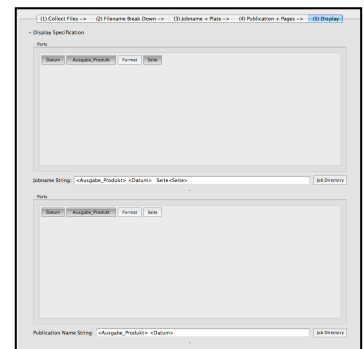 (1) Collect Files -> (2) Filename Break Down -> (3) Jobname + Plate -> (4) Publication + Pages -> (5) Display
Display Specification
Parts
Datum Ausgabe_Produkt Format Seite
Jobname String: <Ausgabe_Produkt> <Datum> Seite<Seite> Job Directory
Parts
Datum Ausgabe_Produkt Format Seite
Publication Name String: <Ausgabe_Produkt> <Datum> Job Directory